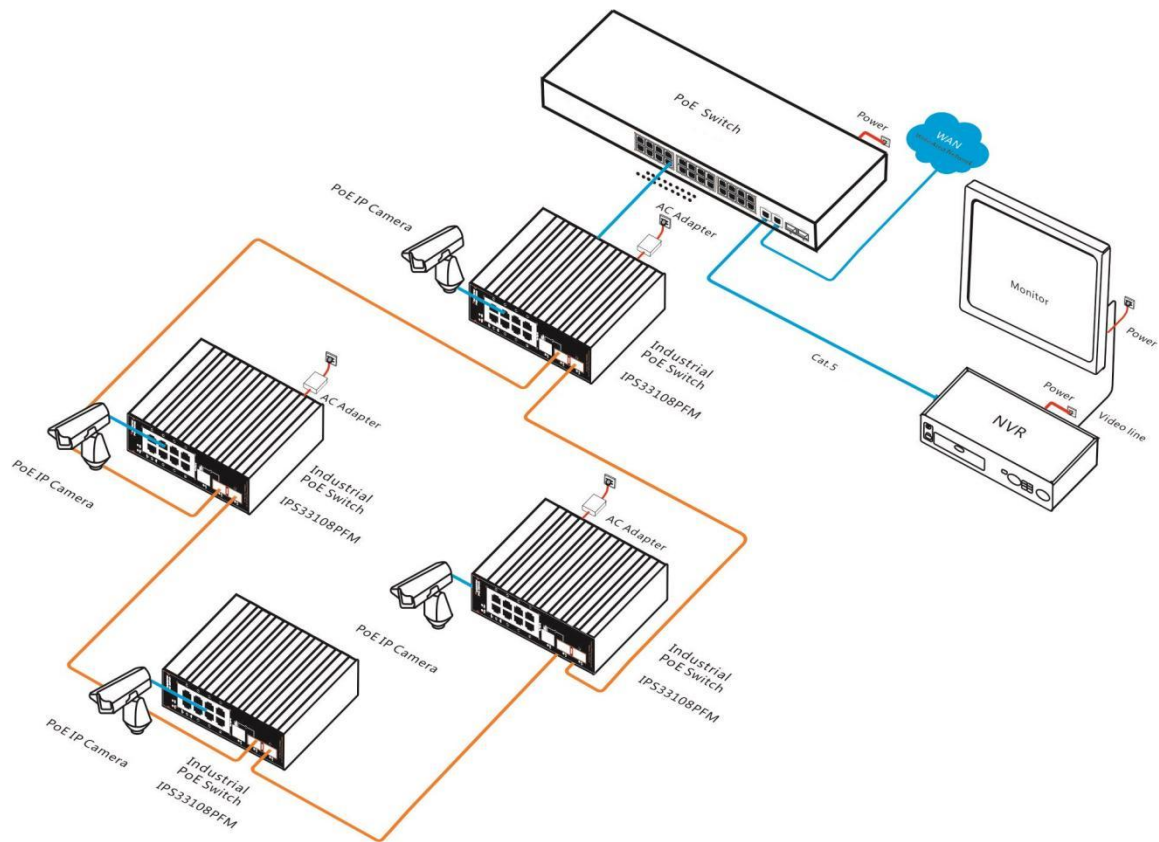 PoE Switch
Power
WAN
PoE IP Camera
AC Adapter
Monitor
Power
Industrial
PoE Switch
IPS33108PFM
Cat.5
Power
Video line
NVR
AC Adapter
PoE IP Camera
Industrial
PoE Switch
IPS33108PFM
AC Adapter
PoE IP Camera
Industrial
PoE Switch
IPS33108PFM
PoE IP Camera
Industrial
PoE Switch
IPS33108PFM